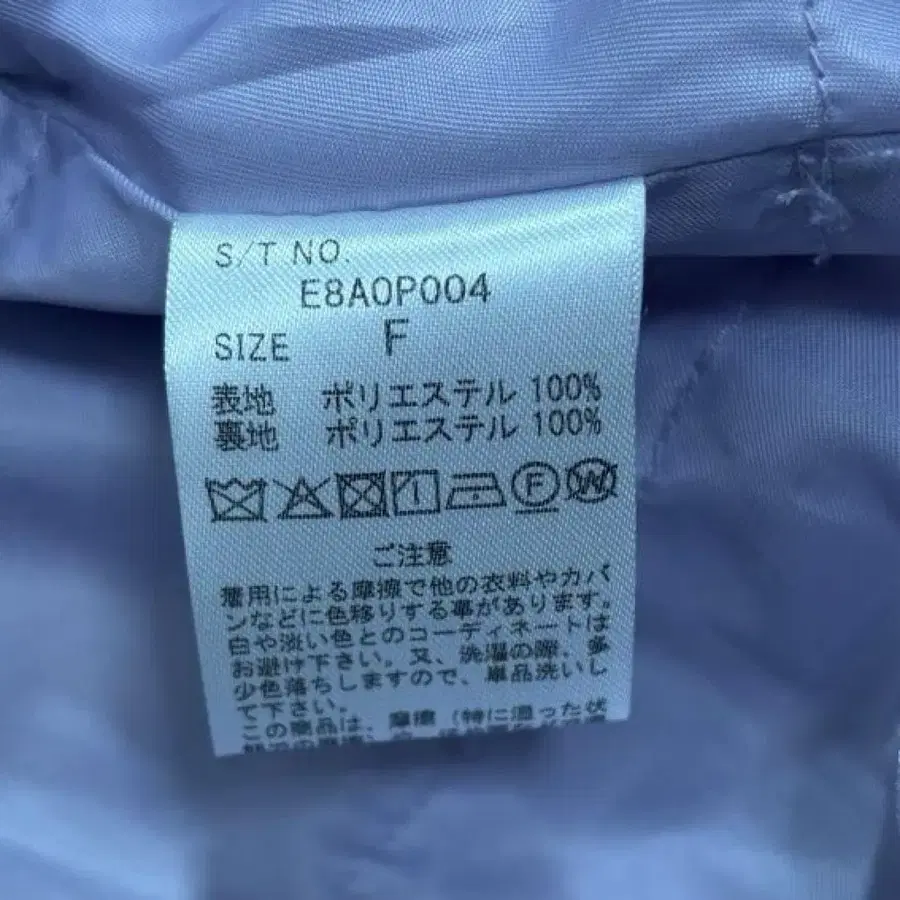 S/T NO.
E8A0P004
SIZE F
表地 ポリエステル 100%
裏地 ポリエステル 100%
F W
ご注意
着用による摩擦で他の衣料やカバ
ンなどに色移りする事があります。
白や淡い色とのコーディネートは
お避け下さい。又、洗濯の際、多
少色落ちしますので、単品洗いし
て下さい。
この商品は、摩擦（特に湿った状